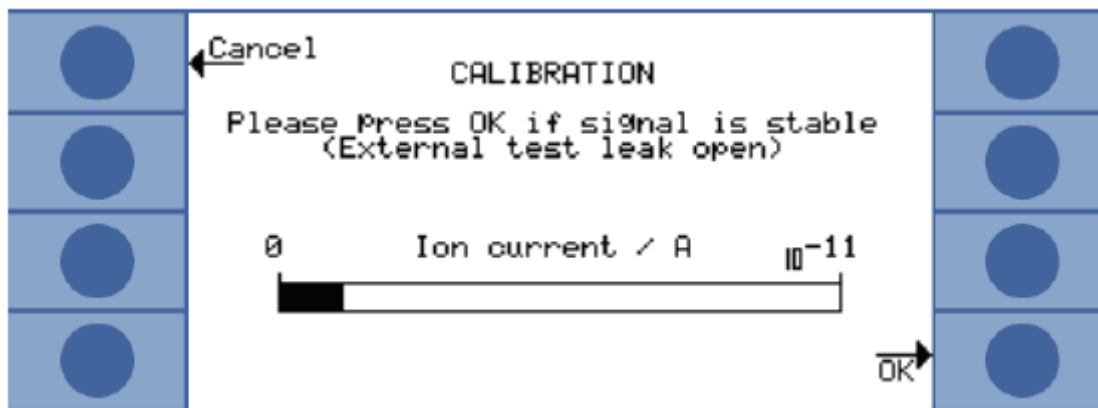 Cancel
CALIBRATION
Please press OK if signal is stable
(External test leak open)
0 Ion current / A 10-11
OK